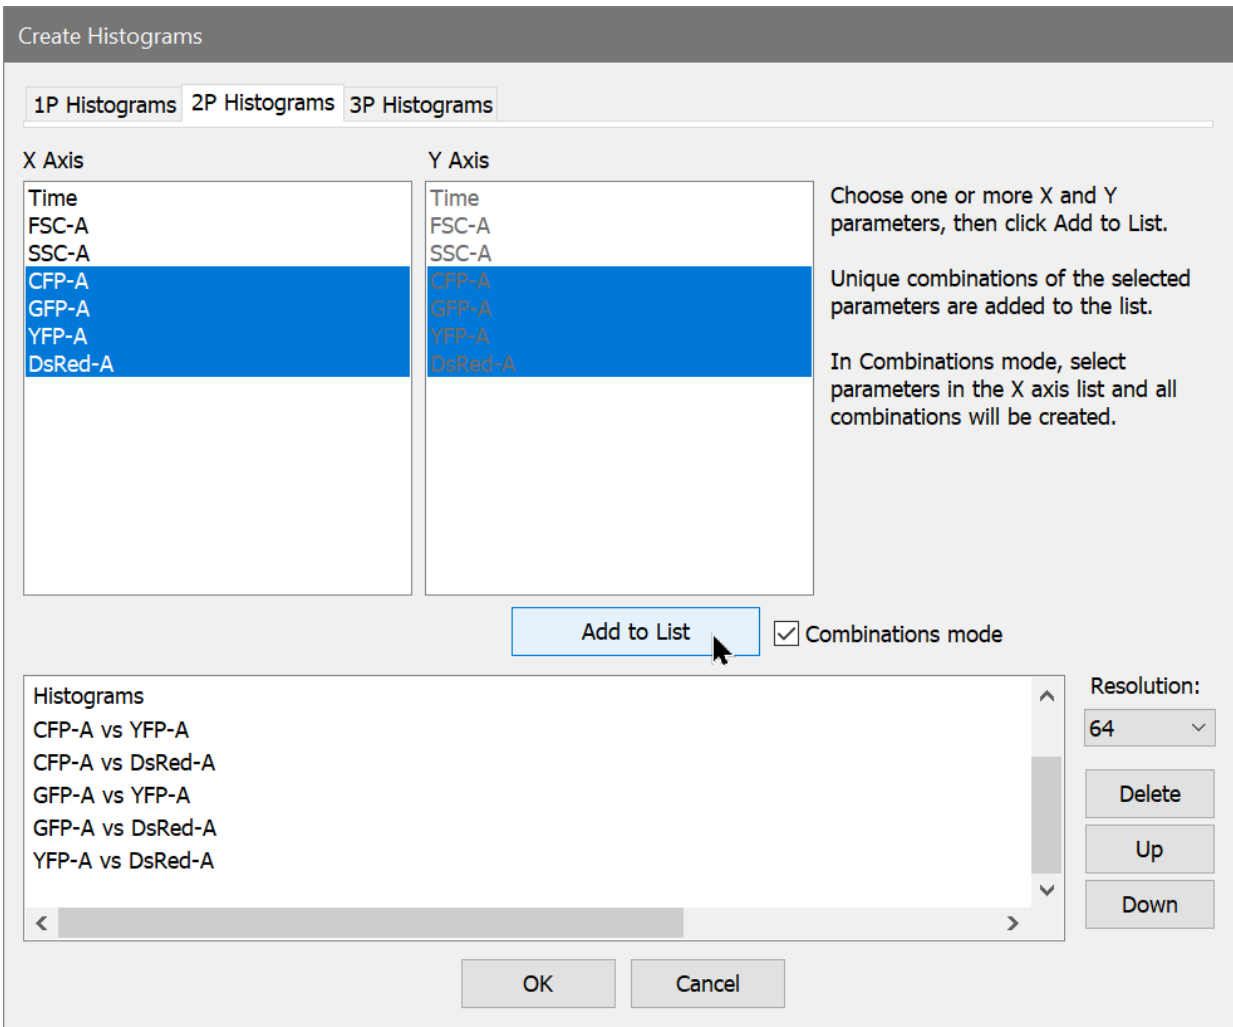 Create Histograms
1P Histograms
2P Histograms
3P Histograms
X Axis
Time
FSC-A
SSC-A
CFP-A
GFP-A
YFP-A
DsRed-A
Y Axis
Time
FSC-A
SSC-A
CFP-A
GFP-A
YFP-A
DsRed-A
Choose one or more X and Y
parameters, then click Add to List.
Unique combinations of the selected
parameters are added to the list.
In Combinations mode, select
parameters in the X axis list and all
combinations will be created.
Add to List
Combinations mode
Histograms
CFP-A vs YFP-A
CFP-A vs DsRed-A
GFP-A vs YFP-A
GFP-A vs DsRed-A
YFP-A vs DsRed-A
Resolution:
64
Delete
Up
Down
OK
Cancel